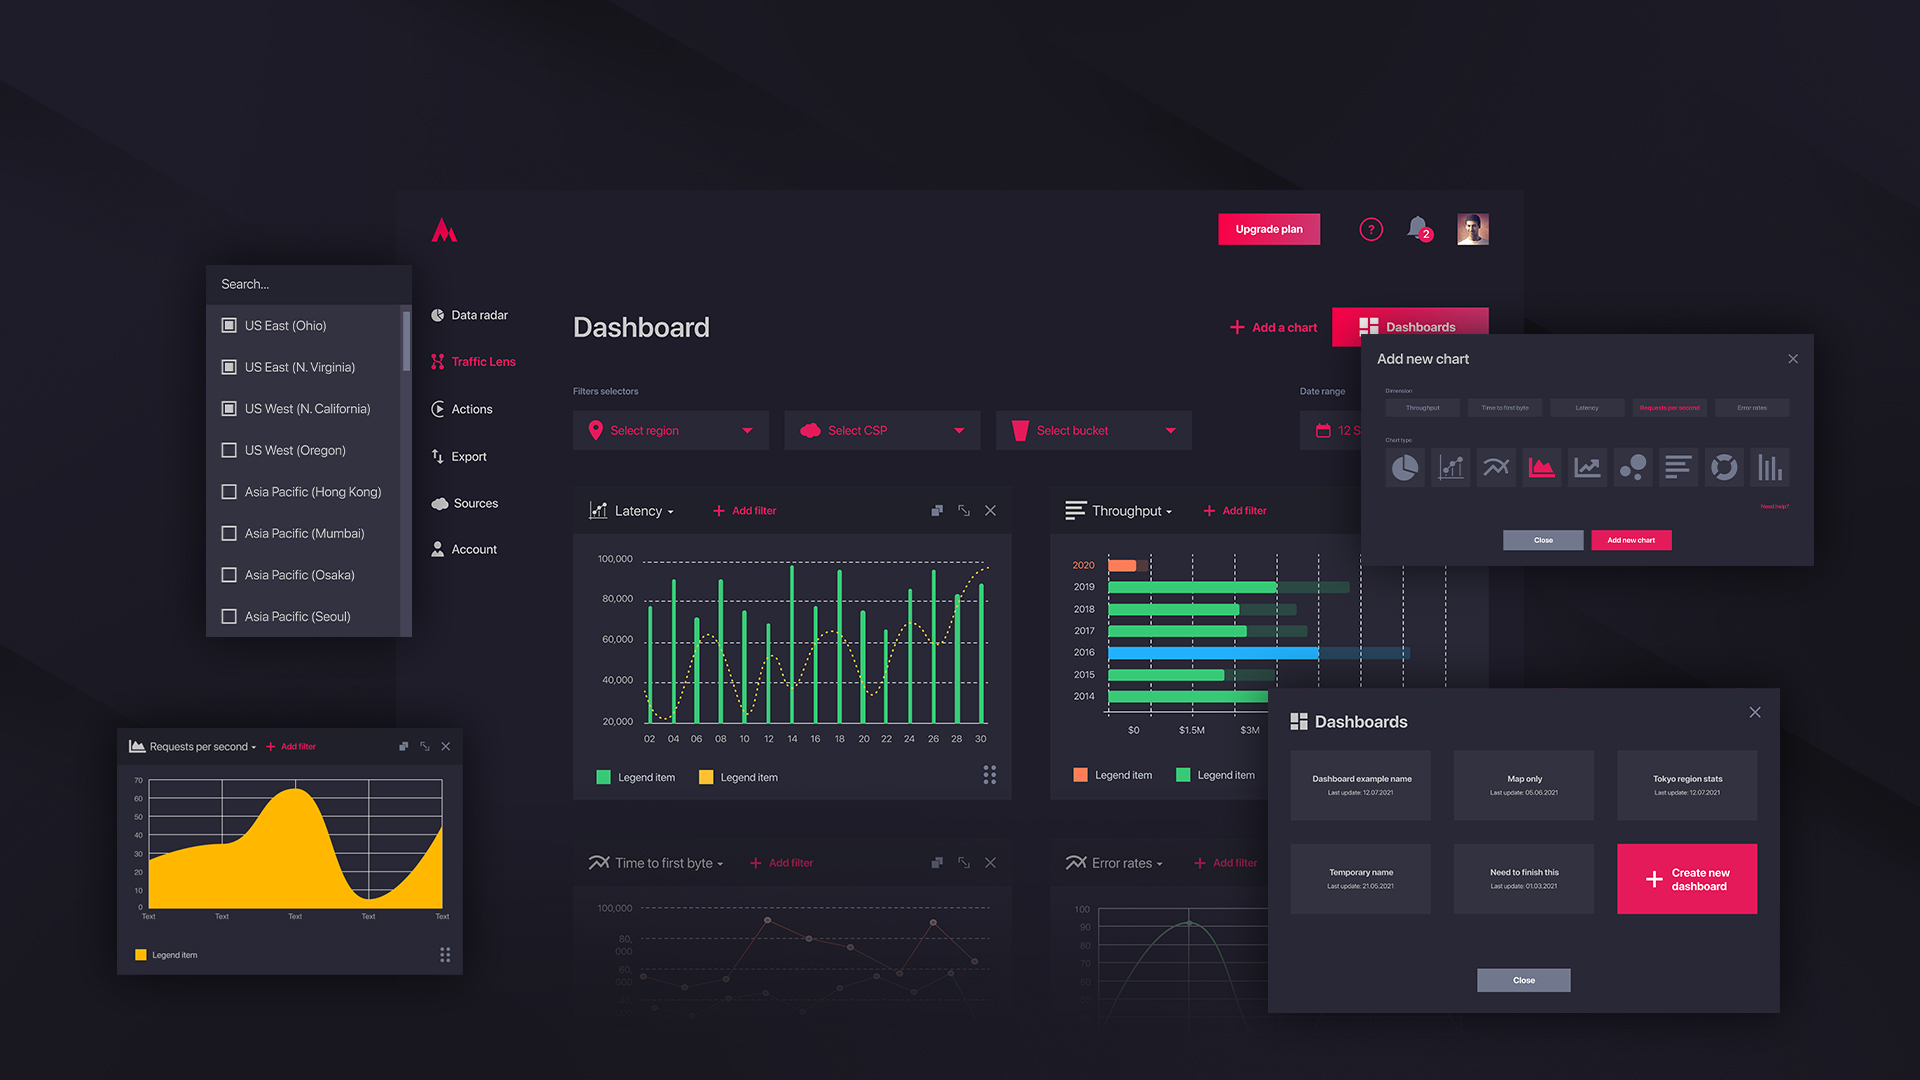 Upgrade plan
?
2
Search...
US East (Ohio)
US East (N. Virginia)
US West (N. California)
US West (Oregon)
Asia Pacific (Hong Kong)
Asia Pacific (Mumbai)
Asia Pacific (Osaka)
Asia Pacific (Seoul)
Data radar
Traffic Lens
Actions
Export
Sources
Account
Dashboard
Add a chart
Dashboards
Filters selectors
Select region
Select CSP
Select bucket
Date range
12 S
Add new chart
Dimension
Throughput
Time to first byte
Latency
Requests per second
Error rates
Chart type
Need help?
Close
Add new chart
Latency
Add filter
100,000
80,000
60,000
40,000
20,000
02 04 06 08 10 12 14 16 18 20 22 24 26 28 30
Legend item
Legend item
Throughput
Add filter
2020
2019
2018
2017
2016
2015
2014
$0 $1.5M $3M
Legend item
Legend item
Requests per second
Add filter
70
60
50
40
30
20
10
0
Text Text Text Text Text
Legend item
Time to first byte
Add filter
100,000
80,
000
60,
000
40,
Error rates
Add filter
100
90
80
70
60
50
Dashboards
Dashboard example name
Last update: 12.07.2021
Map only
Last update: 05.06.2021
Tokyo region stats
Last update: 12.07.2021
Temporary name
Last update: 21.05.2021
Need to finish this
Last update: 01.03.2021
Create new
dashboard
Close